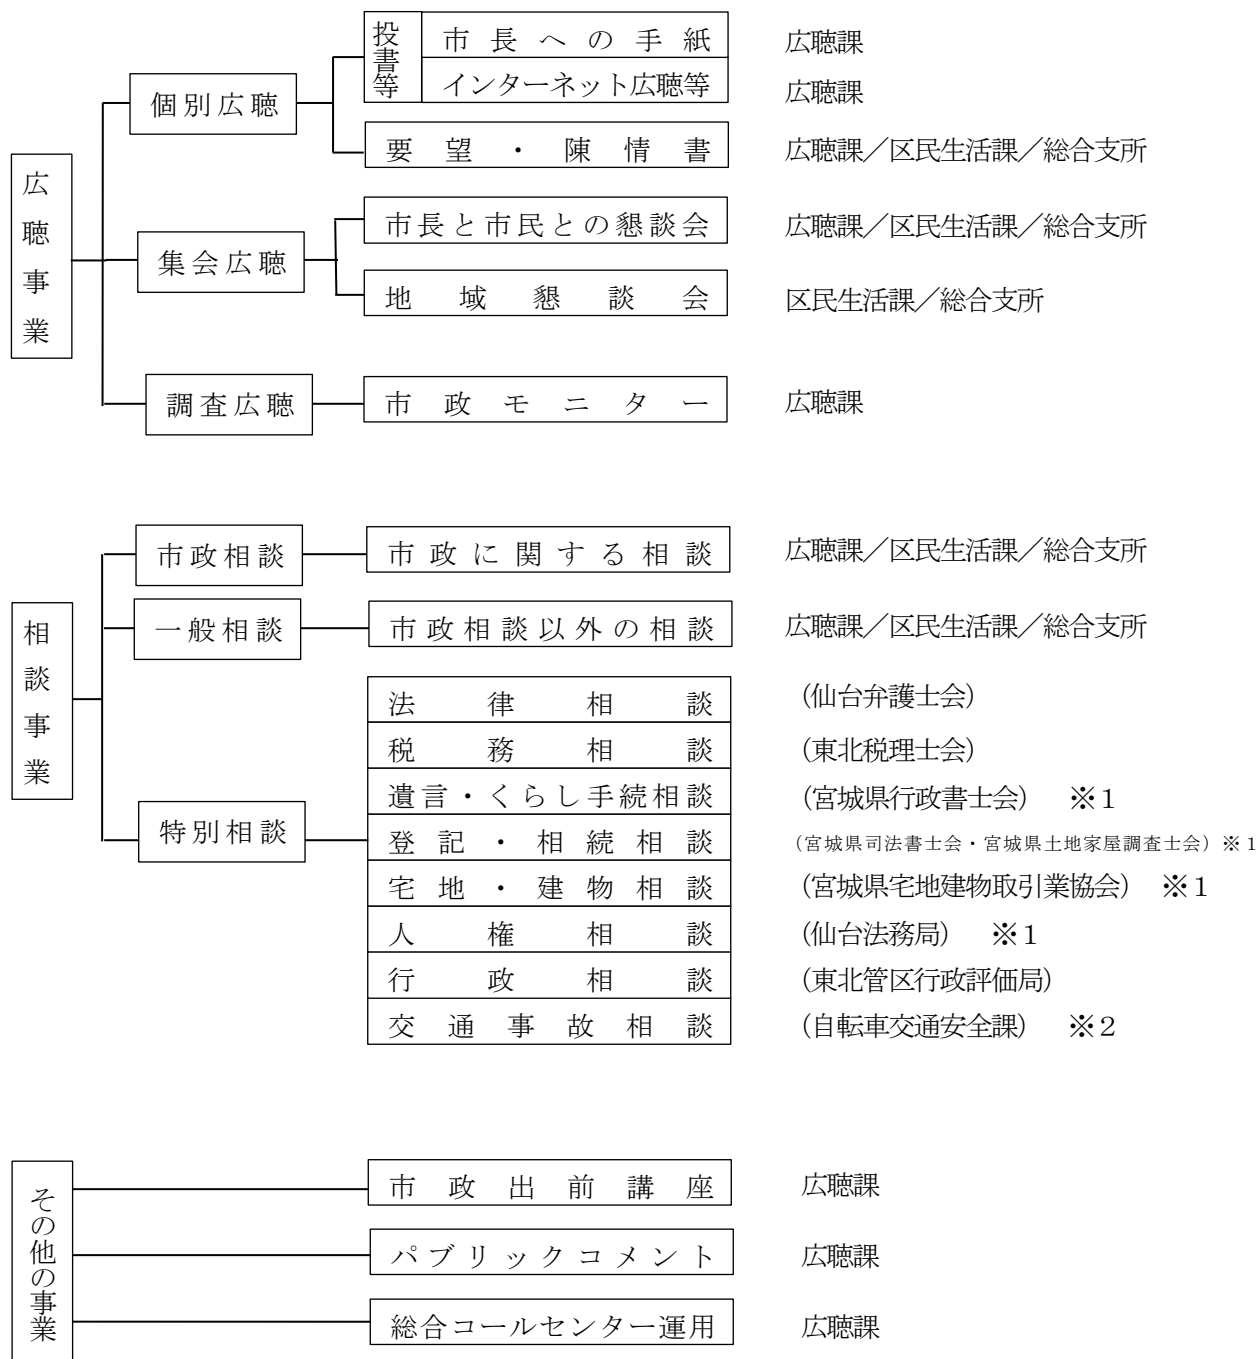 広聴事業
個別広聴
投書等
市長への手紙 広聴課
インターネット広聴等 広聴課
要望・陳情書 広聴課／区民生活課／総合支所
集会広聴
市長と市民との懇談会 広聴課／区民生活課／総合支所
地域懇談会 区民生活課／総合支所
調査広聴
市政モニター 広聴課
相談事業
市政相談
市政に関する相談 広聴課／区民生活課／総合支所
一般相談
市政相談以外の相談 広聴課／区民生活課／総合支所
特別相談
法律相談 (仙台弁護士会)
税務相談 (東北税理士会)
遺言・くらし手続相談 (宮城県行政書士会) ※１
登記・相続相談 (宮城県司法書士会・宮城県土地家屋調査士会) ※１
宅地・建物相談 (宮城県宅地建物取引業協会) ※１
人権相談 (仙台法務局) ※１
行政相談 (東北管区行政評価局)
交通事故相談 (自転車交通安全課) ※２
その他の事業
市政出前講座 広聴課
パブリックコメント 広聴課
総合コールセンター運用 広聴課